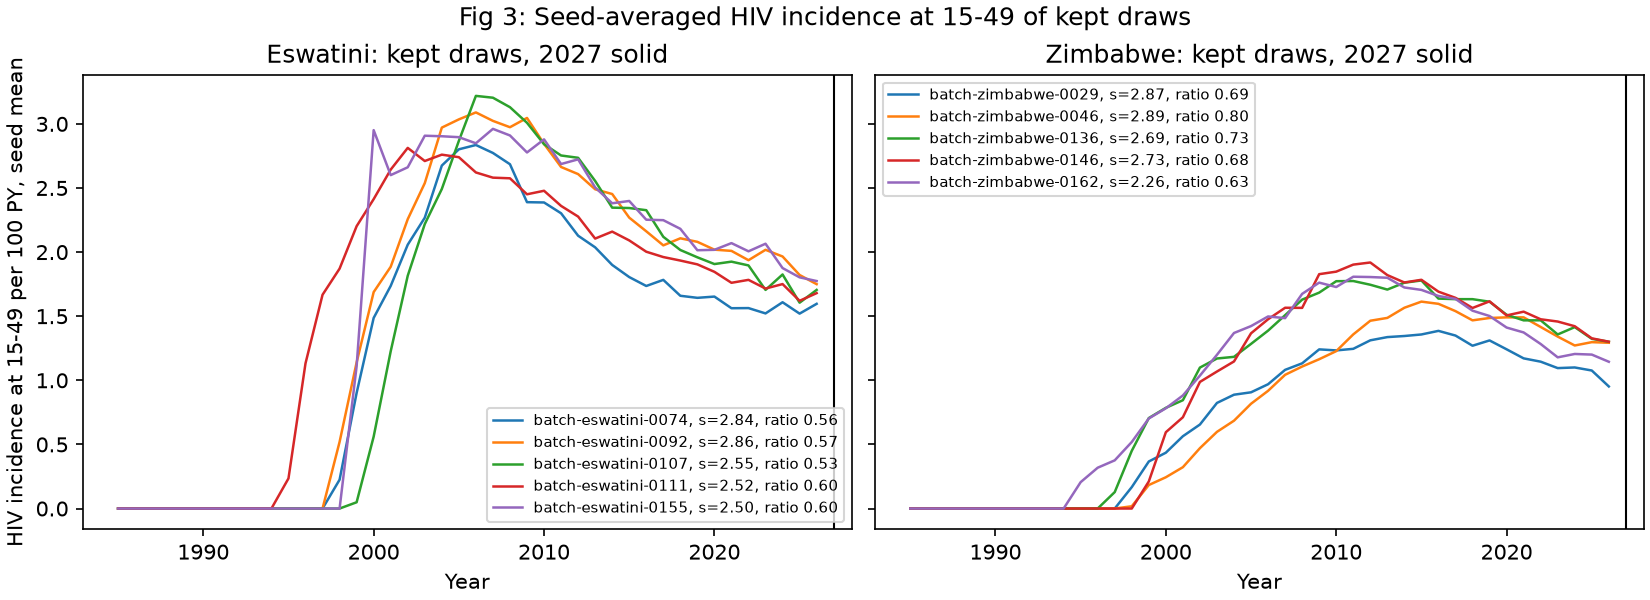 Fig 3: Seed-averaged HIV incidence at 15-49 of kept draws
Eswatini: kept draws, 2027 solid
HIV incidence at 15-49 per 100 PY, seed mean
3.0
2.5
2.0
1.5
1.0
0.5
0.0
batch-eswatini-0074, s=2.84, ratio 0.56
batch-eswatini-0092, s=2.86, ratio 0.57
batch-eswatini-0107, s=2.55, ratio 0.53
batch-eswatini-0111, s=2.52, ratio 0.60
batch-eswatini-0155, s=2.50, ratio 0.60
1990 2000 2010 2020
Year
Zimbabwe: kept draws, 2027 solid
batch-zimbabwe-0029, s=2.87, ratio 0.69
batch-zimbabwe-0046, s=2.89, ratio 0.80
batch-zimbabwe-0136, s=2.69, ratio 0.73
batch-zimbabwe-0146, s=2.73, ratio 0.68
batch-zimbabwe-0162, s=2.26, ratio 0.63
1990 2000 2010 2020
Year